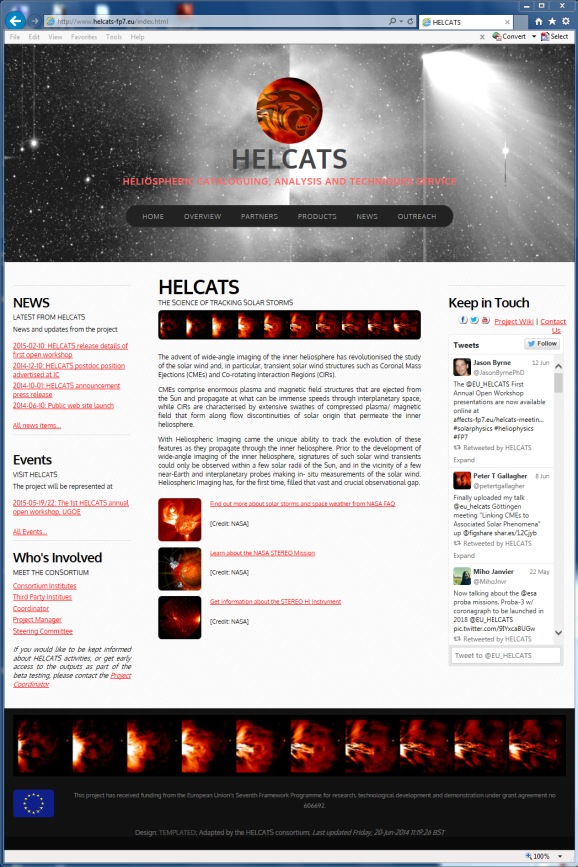 http://www.helcats-fp7.eu/index.html
HELCATS
File Edit View Favorites Tools Help
Convert Select
HELCATS
HELIOSPHERIC CATALOGUING, ANALYSIS AND TECHNIQUES SERVICE
HOME OVERVIEW PARTNERS PRODUCTS NEWS OUTREACH
NEWS
LATEST FROM HELCATS
News and updates from the project
2015-02-10: HELCATS release details of
first open workshop
2014-12-10: HELCATS postdoc position
advertised at IC
2014-10-01: HELCATS announcement
press release
2014-06-10: Public web site launch
All news items...
Events
VISIT HELCATS
The project will be represented at
2015-05-19/22: The 1st HELCATS annual
open workshop, UGOE
All Events...
Who's Involved
MEET THE CONSORTIUM
Consortium Institutes
Third Party Institues
Coordinator
Project Manager
Steering Committee
If you would like to be kept informed
about HELCATS activities, or get early
access to the outputs as part of the
beta testing, please contact the Project
Coordinator
HELCATS
THE SCIENCE OF TRACKING SOLAR STORMS
The advent of wide-angle imaging of the inner heliosphere has revolutionised the study
of the solar wind and, in particular, transient solar wind structures such as Coronal Mass
Ejections (CMEs) and Co-rotating Interaction Regions (CIRs).
CMEs comprise enormous plasma and magnetic field structures that are ejected from
the Sun and propagate at what can be immense speeds through interplanetary space,
while CIRs are characterised by extensive swathes of compressed plasma/ magnetic
field that form along flow discontinuities of solar origin that permeate the inner
heliosphere.
With Heliospheric Imaging came the unique ability to track the evolution of these
features as they propagate through the inner heliosphere. Prior to the development of
wide-angle imaging of the inner heliosphere, signatures of such solar wind transients
could only be observed within a few solar radii of the Sun, and in the vicinity of a few
near-Earth and interplanetary probes making in- situ measurements of the solar wind.
Heliospheric Imaging has, for the first time, filled that vast and crucial observational gap.
Find out more about solar storms and space weather from NASA FAQ
[Credit: NASA]
Learn about the NASA STEREO Mission
[Credit: NASA]
Get information about the STEREO HI Instrument
[Credit: NASA]
Keep in Touch
Project Wiki | Contact
Us
Tweets Follow
Jason Byrne 12 Jun
@JasonByrnePhD
The @EU_HELCATS First
Annual Open Workshop
presentations are now available
online at
affects-fp7.eu/helcats-meetin...
#solarphysics #heliophysics
#FP7
Retweeted by HELCATS
Expand
Peter T Gallagher 8 Jun
@petertgallagher
Finally uploaded my talk
@eu_helcats Göttingen
meeting "Linking CMEs to
Associated Solar Phenomena"
up @figshare shar.es/12Cjyb
Retweeted by HELCATS
Expand
Miho Janvier 22 May
@MihoJnvr
Now talking about the @esa
proba missions. Proba-3 w/
coronagraph to be launched in
2018 @EU_HELCATS
pic.twitter.com/9IYxcaBUGw
Retweeted by HELCATS
Tweet to @EU_HELCATS
This project has received funding from the European Union's Seventh Framework Programme for research, technological development and demonstration under grant agreement no
606692.
Design: TEMPLATED; Adapted by the HELCATS consortium; Last updated Friday, 20-Jun-2014 11:19:26 BST
100%